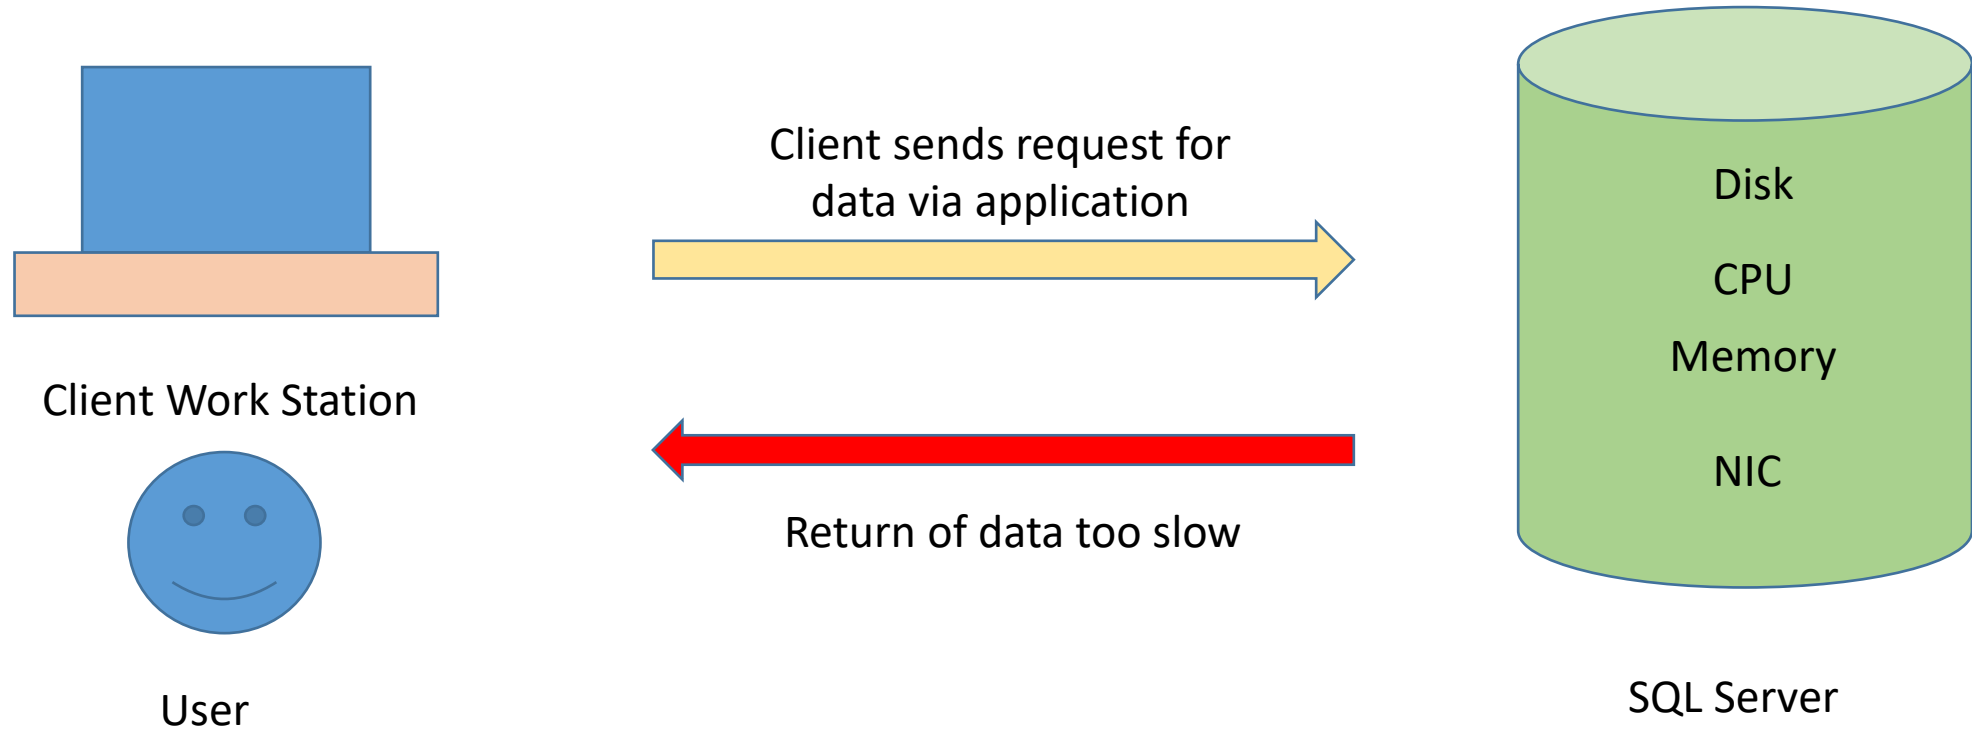 Client sends request for
data via application
Disk
CPU
Memory
Client Work Station
NIC
Return of data too slow
User
SQL Server